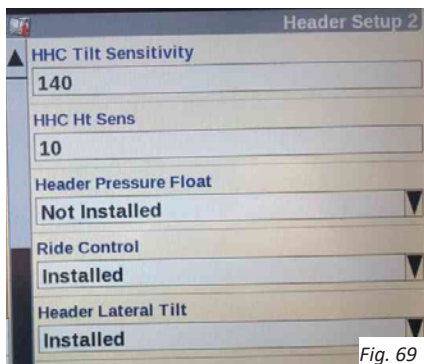 Header Setup 2
HHC Tilt Sensitivity
140
HHC Ht Sens
10
Header Pressure Float
Not Installed
Ride Control
Installed
Header Lateral Tilt
Installed
Fig. 69